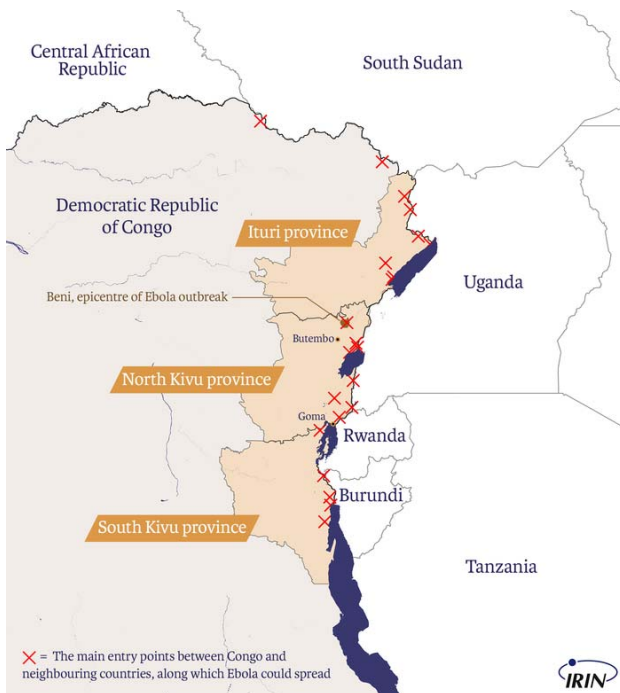 Central African
Republic
South Sudan
Democratic Republic
of Congo
Ituri province
Uganda
Beni, epicentre of Ebola outbreak
Butembo
North Kivu province
Goma
Rwanda
Burundi
South Kivu province
Tanzania
= The main entry points between Congo and
neighbouring countries, along which Ebola could spread
IRIN